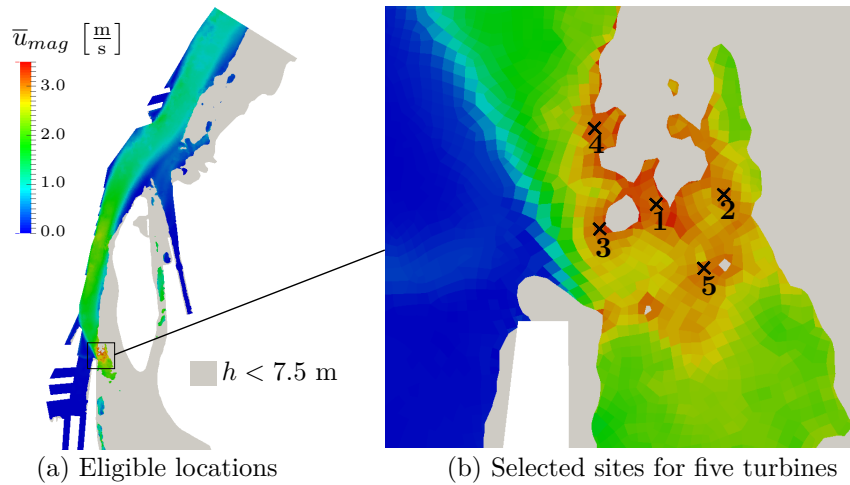 u̅_mag [m/s]
3.0
2.0
1.0
0.0
h < 7.5 m
4
2
1
3
5
(a) Eligible locations
(b) Selected sites for five turbines